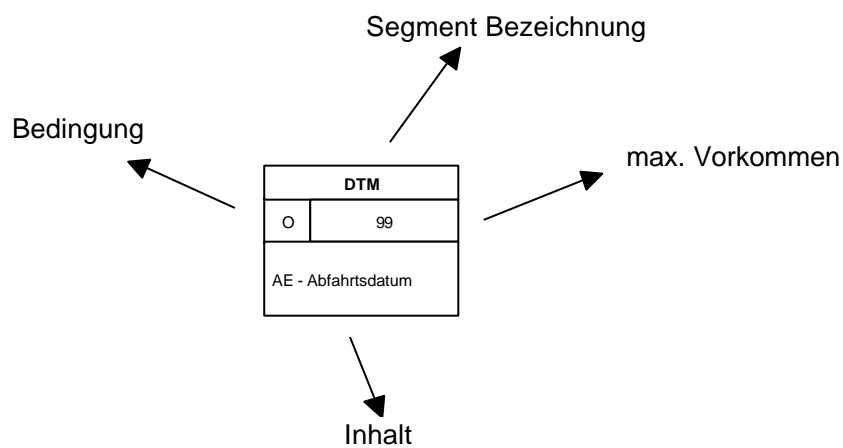 Segment Bezeichnung
Bedingung
max. Vorkommen
DTM
O 99
AE - Abfahrtsdatum
Inhalt